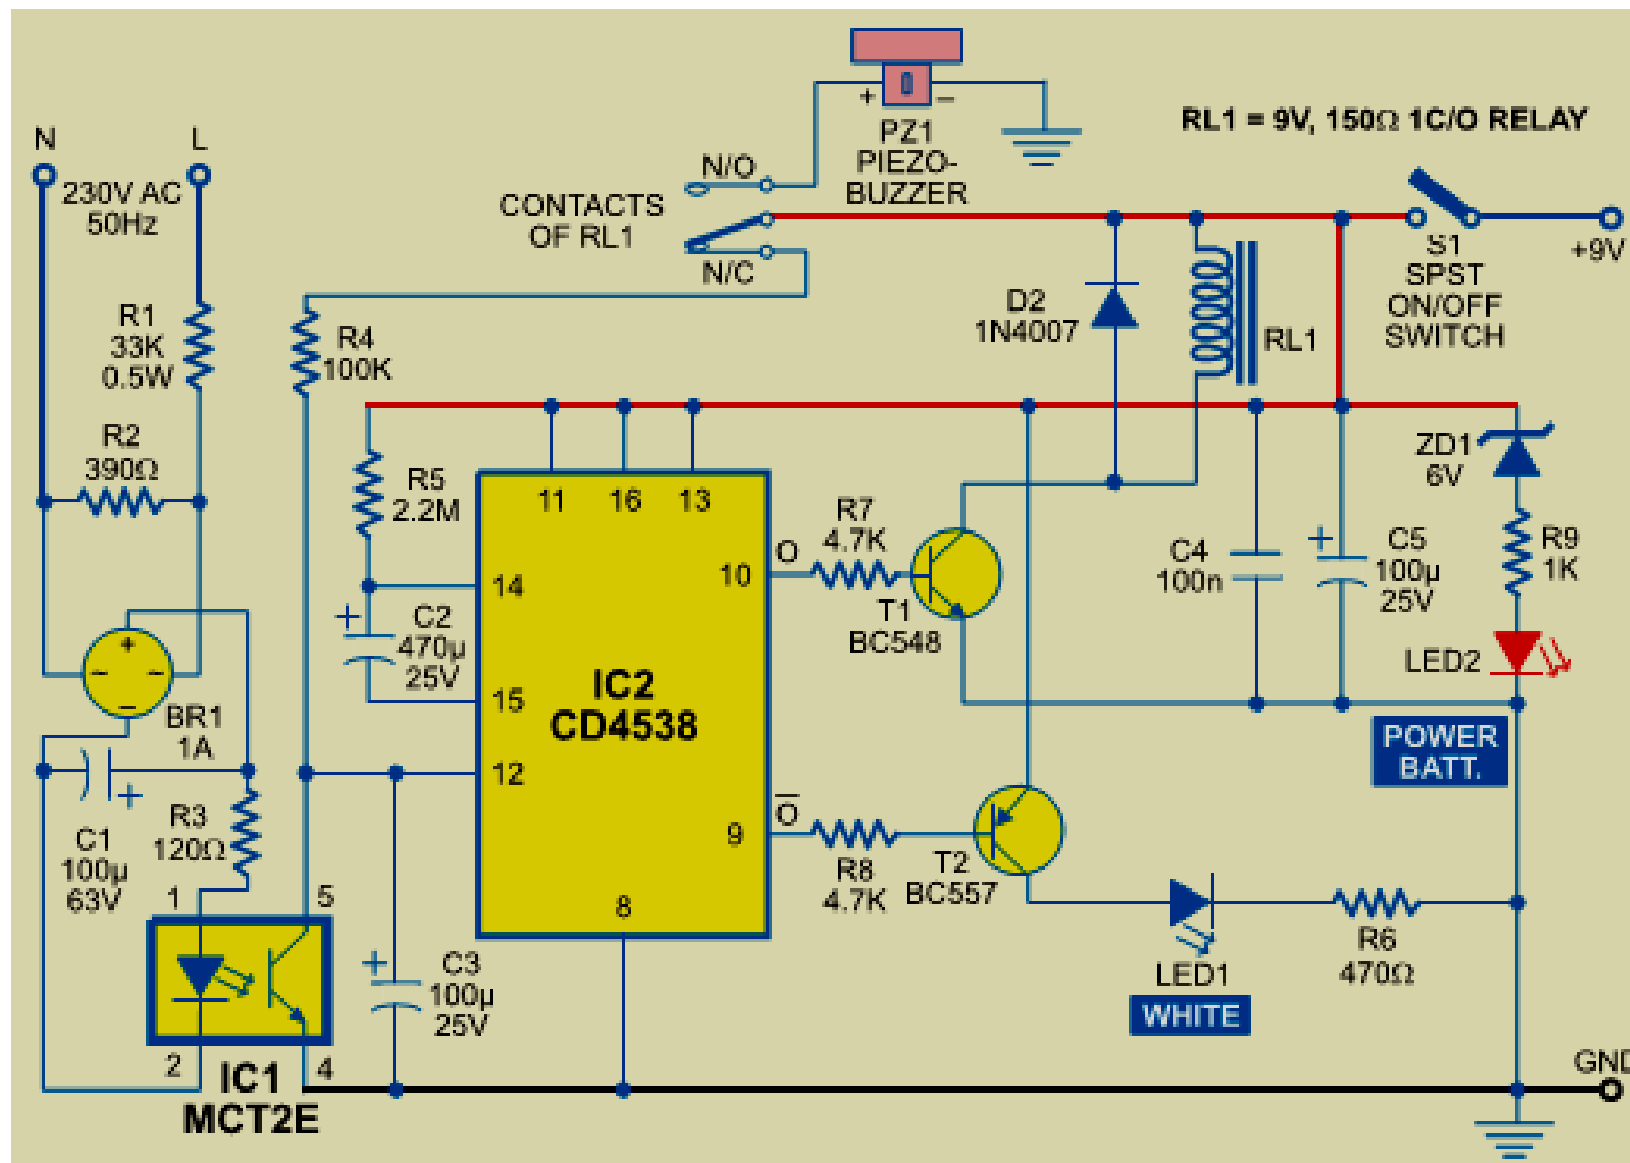 N
L
230V AC
50Hz
R1
33K
0.5W
R2
390Ω
R4
100K
CONTACTS
OF RL1
N/O
N/C
+
–
PZ1
PIEZO-
BUZZER
RL1 = 9V, 150Ω 1C/O RELAY
S1
SPST
ON/OFF
SWITCH
+9V
D2
1N4007
RL1
R5
2.2M
11
16
13
14
15
12
10
9
8
IC2
CD4538
+
C2
470µ
25V
O
R7
4.7K
T1
BC548
C4
100n
+
C5
100µ
25V
ZD1
6V
R9
1K
LED2
POWER
BATT.
+
–
–
–
BR1
1A
+
C1
100µ
63V
R3
120Ω
1
5
2
4
IC1
MCT2E
+
C3
100µ
25V
O̅
R8
4.7K
T2
BC557
LED1
WHITE
R6
470Ω
GND